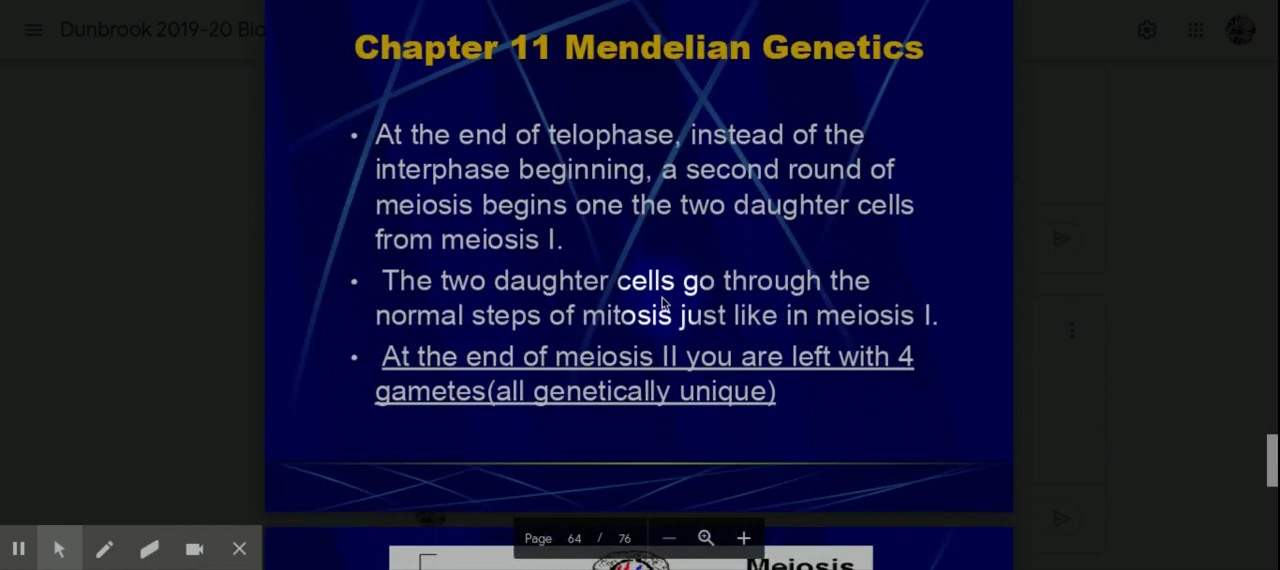 Dunbrook 2019-20 Bio
Chapter 11 Mendelian Genetics
• At the end of telophase, instead of the
interphase beginning, a second round of
meiosis begins one the two daughter cells
from meiosis I.
• The two daughter cells go through the
normal steps of mitosis just like in meiosis I.
• At the end of meiosis II you are left with 4
gametes(all genetically unique)
Page 64 / 76
Meiosis